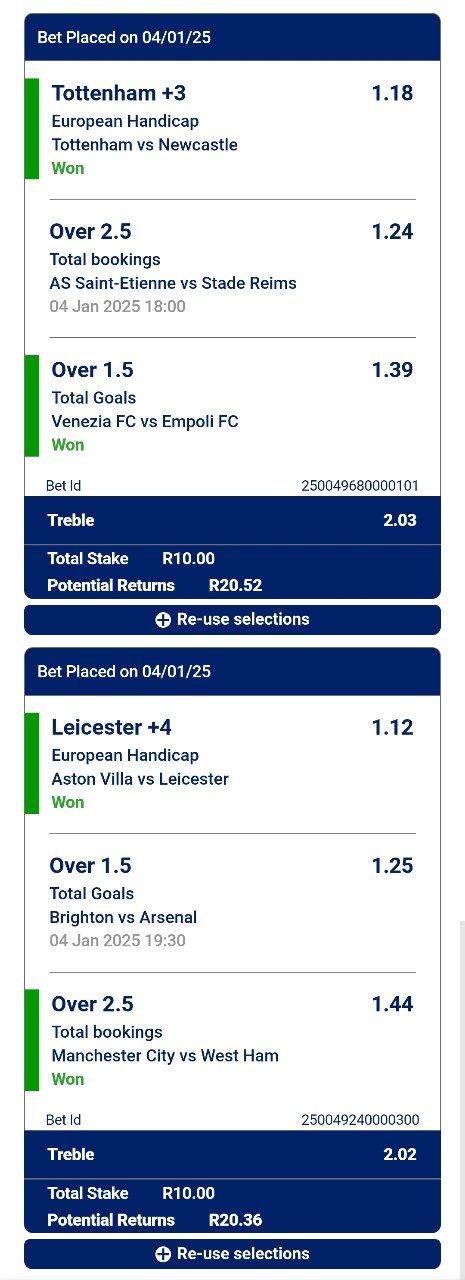 Bet Placed on 04/01/25
Tottenham +3 1.18
European Handicap
Tottenham vs Newcastle
Won
Over 2.5 1.24
Total bookings
AS Saint-Etienne vs Stade Reims
04 Jan 2025 18:00
Over 1.5 1.39
Total Goals
Venezia FC vs Empoli FC
Won
Bet Id 250049680000101
Treble 2.03
Total Stake R10.00
Potential Returns R20.52
Re-use selections
Bet Placed on 04/01/25
Leicester +4 1.12
European Handicap
Aston Villa vs Leicester
Won
Over 1.5 1.25
Total Goals
Brighton vs Arsenal
04 Jan 2025 19:30
Over 2.5 1.44
Total bookings
Manchester City vs West Ham
Won
Bet Id 250049240000300
Treble 2.02
Total Stake R10.00
Potential Returns R20.36
Re-use selections